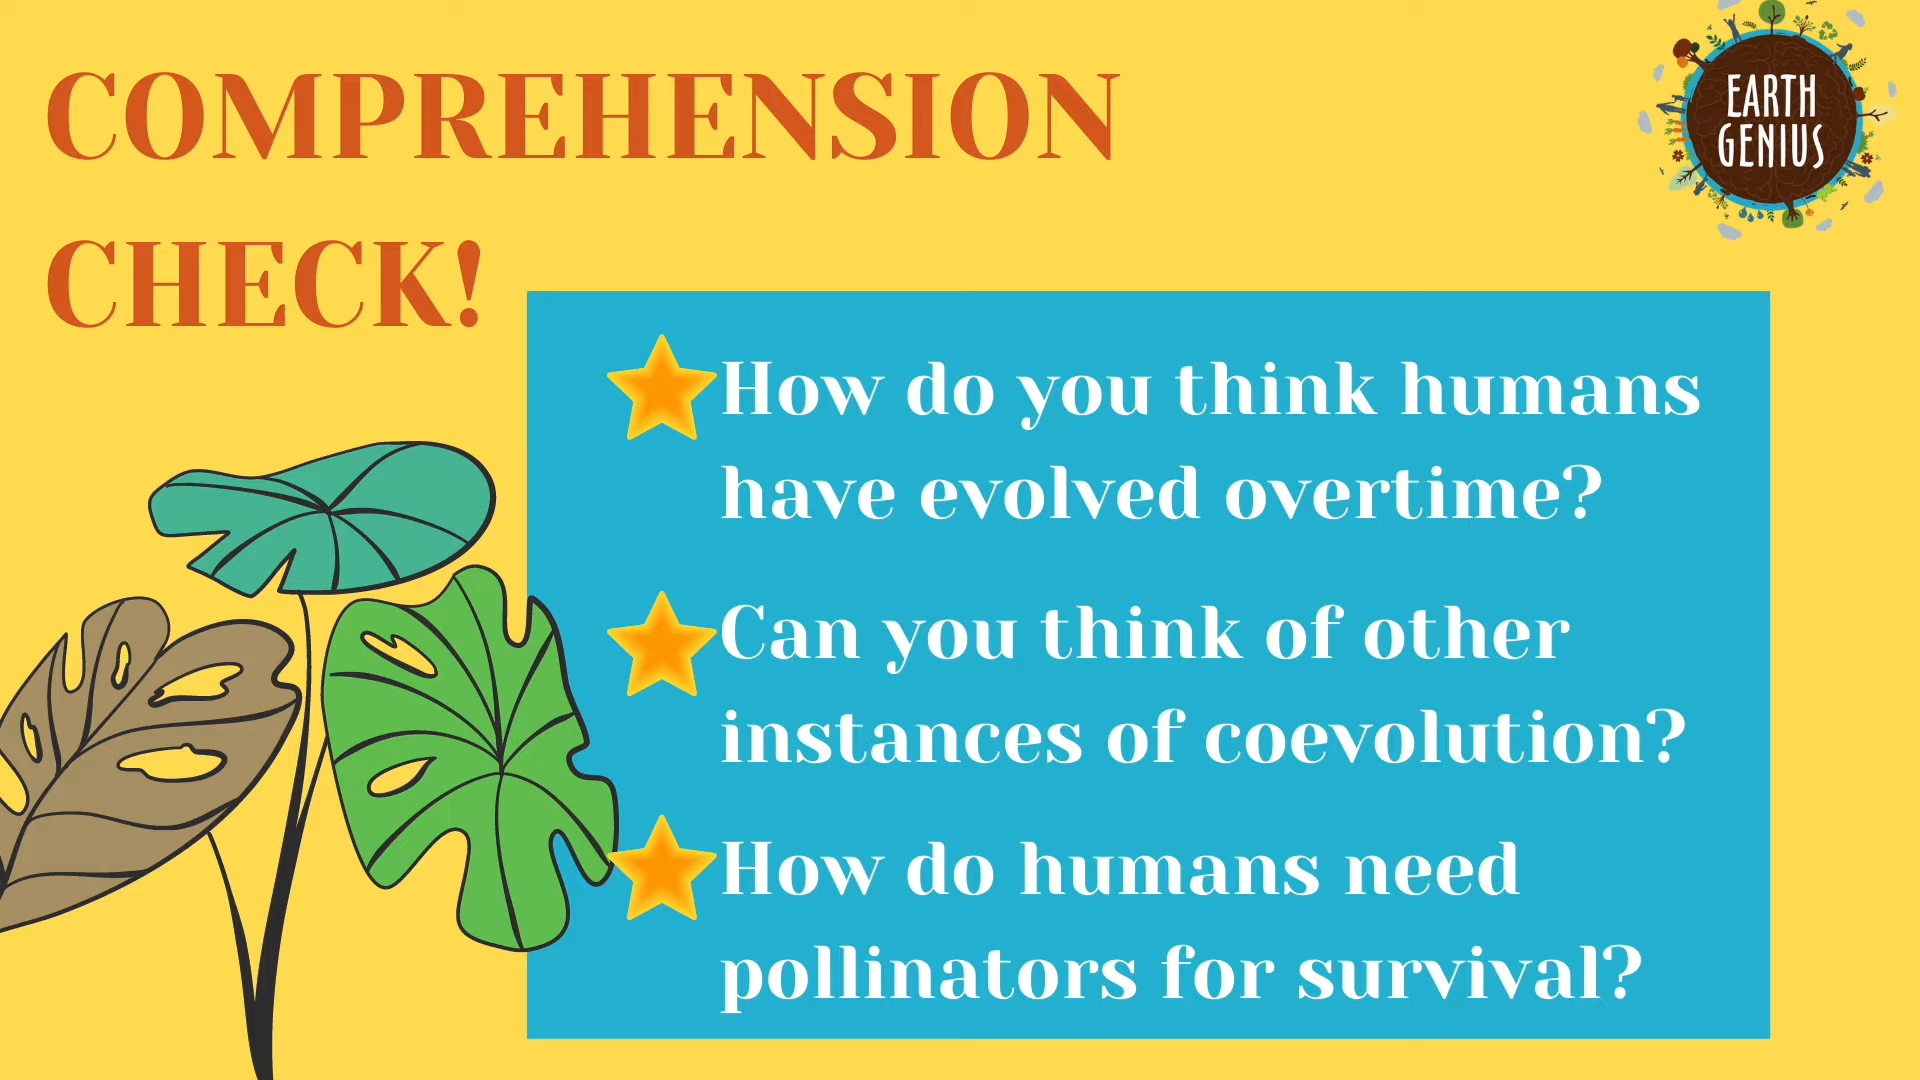 COMPREHENSION
CHECK!
EARTH
GENIUS
How do you think humans
have evolved overtime?
Can you think of other
instances of coevolution?
How do humans need
pollinators for survival?